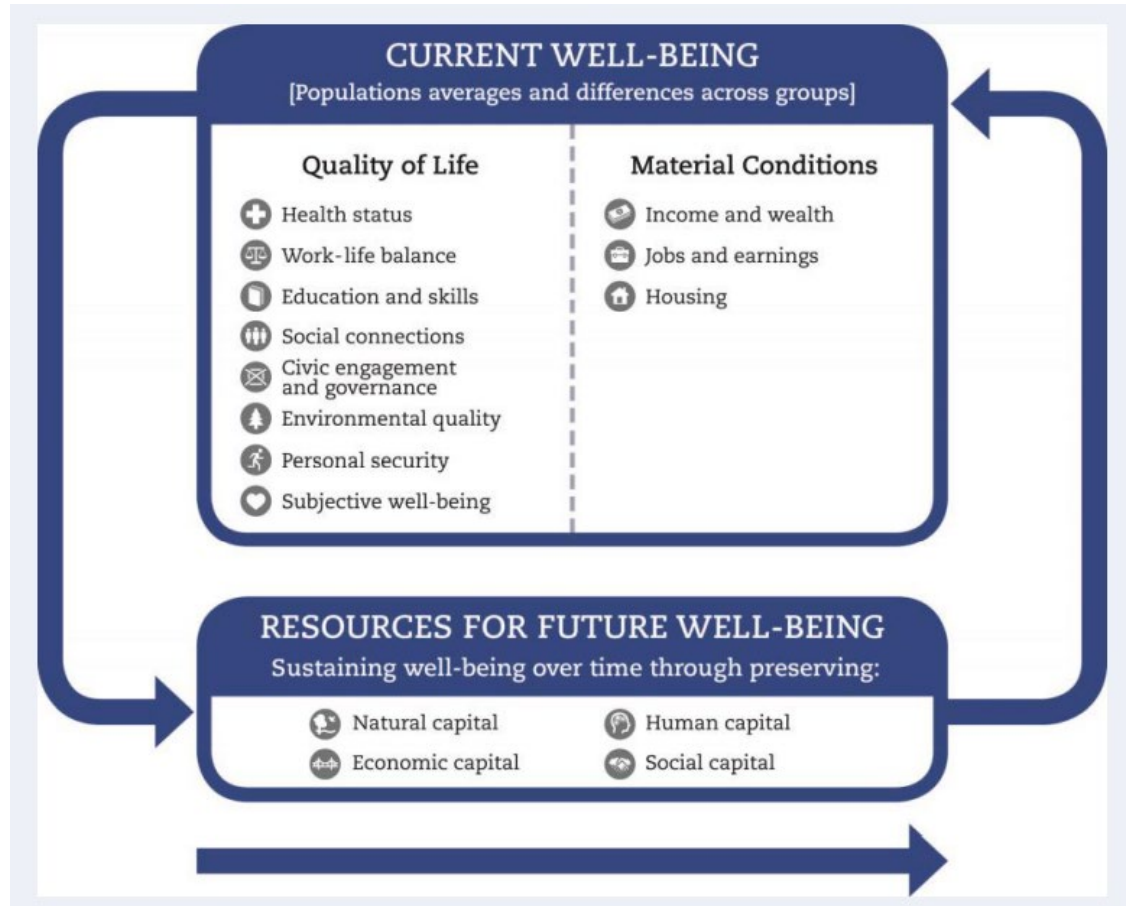 CURRENT WELL-BEING
[Populations averages and differences across groups]
Quality of Life
Health status
Work-life balance
Education and skills
Social connections
Civic engagement
and governance
Environmental quality
Personal security
Subjective well-being
Material Conditions
Income and wealth
Jobs and earnings
Housing
RESOURCES FOR FUTURE WELL-BEING
Sustaining well-being over time through preserving:
Natural capital
Economic capital
Human capital
Social capital